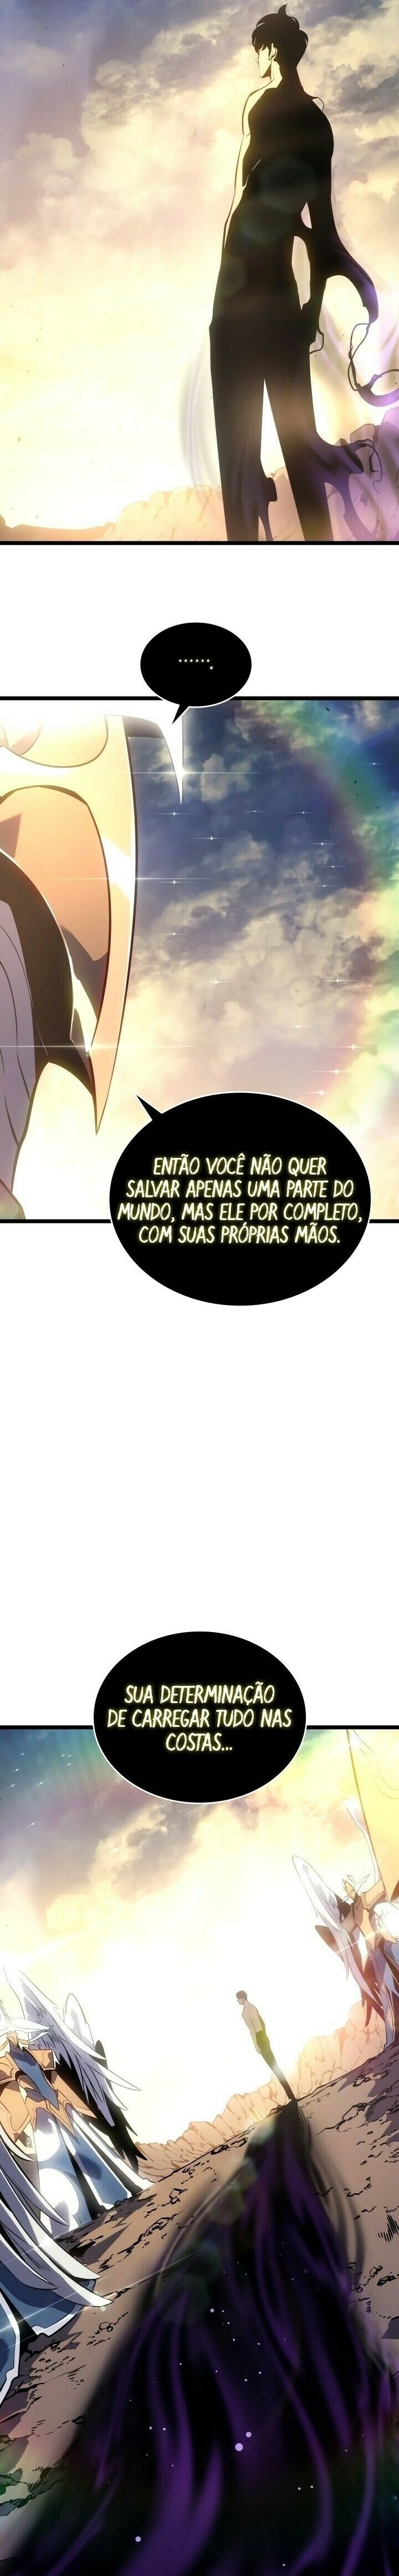 .......
ENTÃO VOCÊ NÃO QUER
SALVAR APENAS UMA PARTE DO
MUNDO, MAS ELE POR COMPLETO,
COM SUAS PRÓPRIAS MÃOS.
SUA DETERMINAÇÃO
DE CARREGAR TUDO NAS
COSTAS...